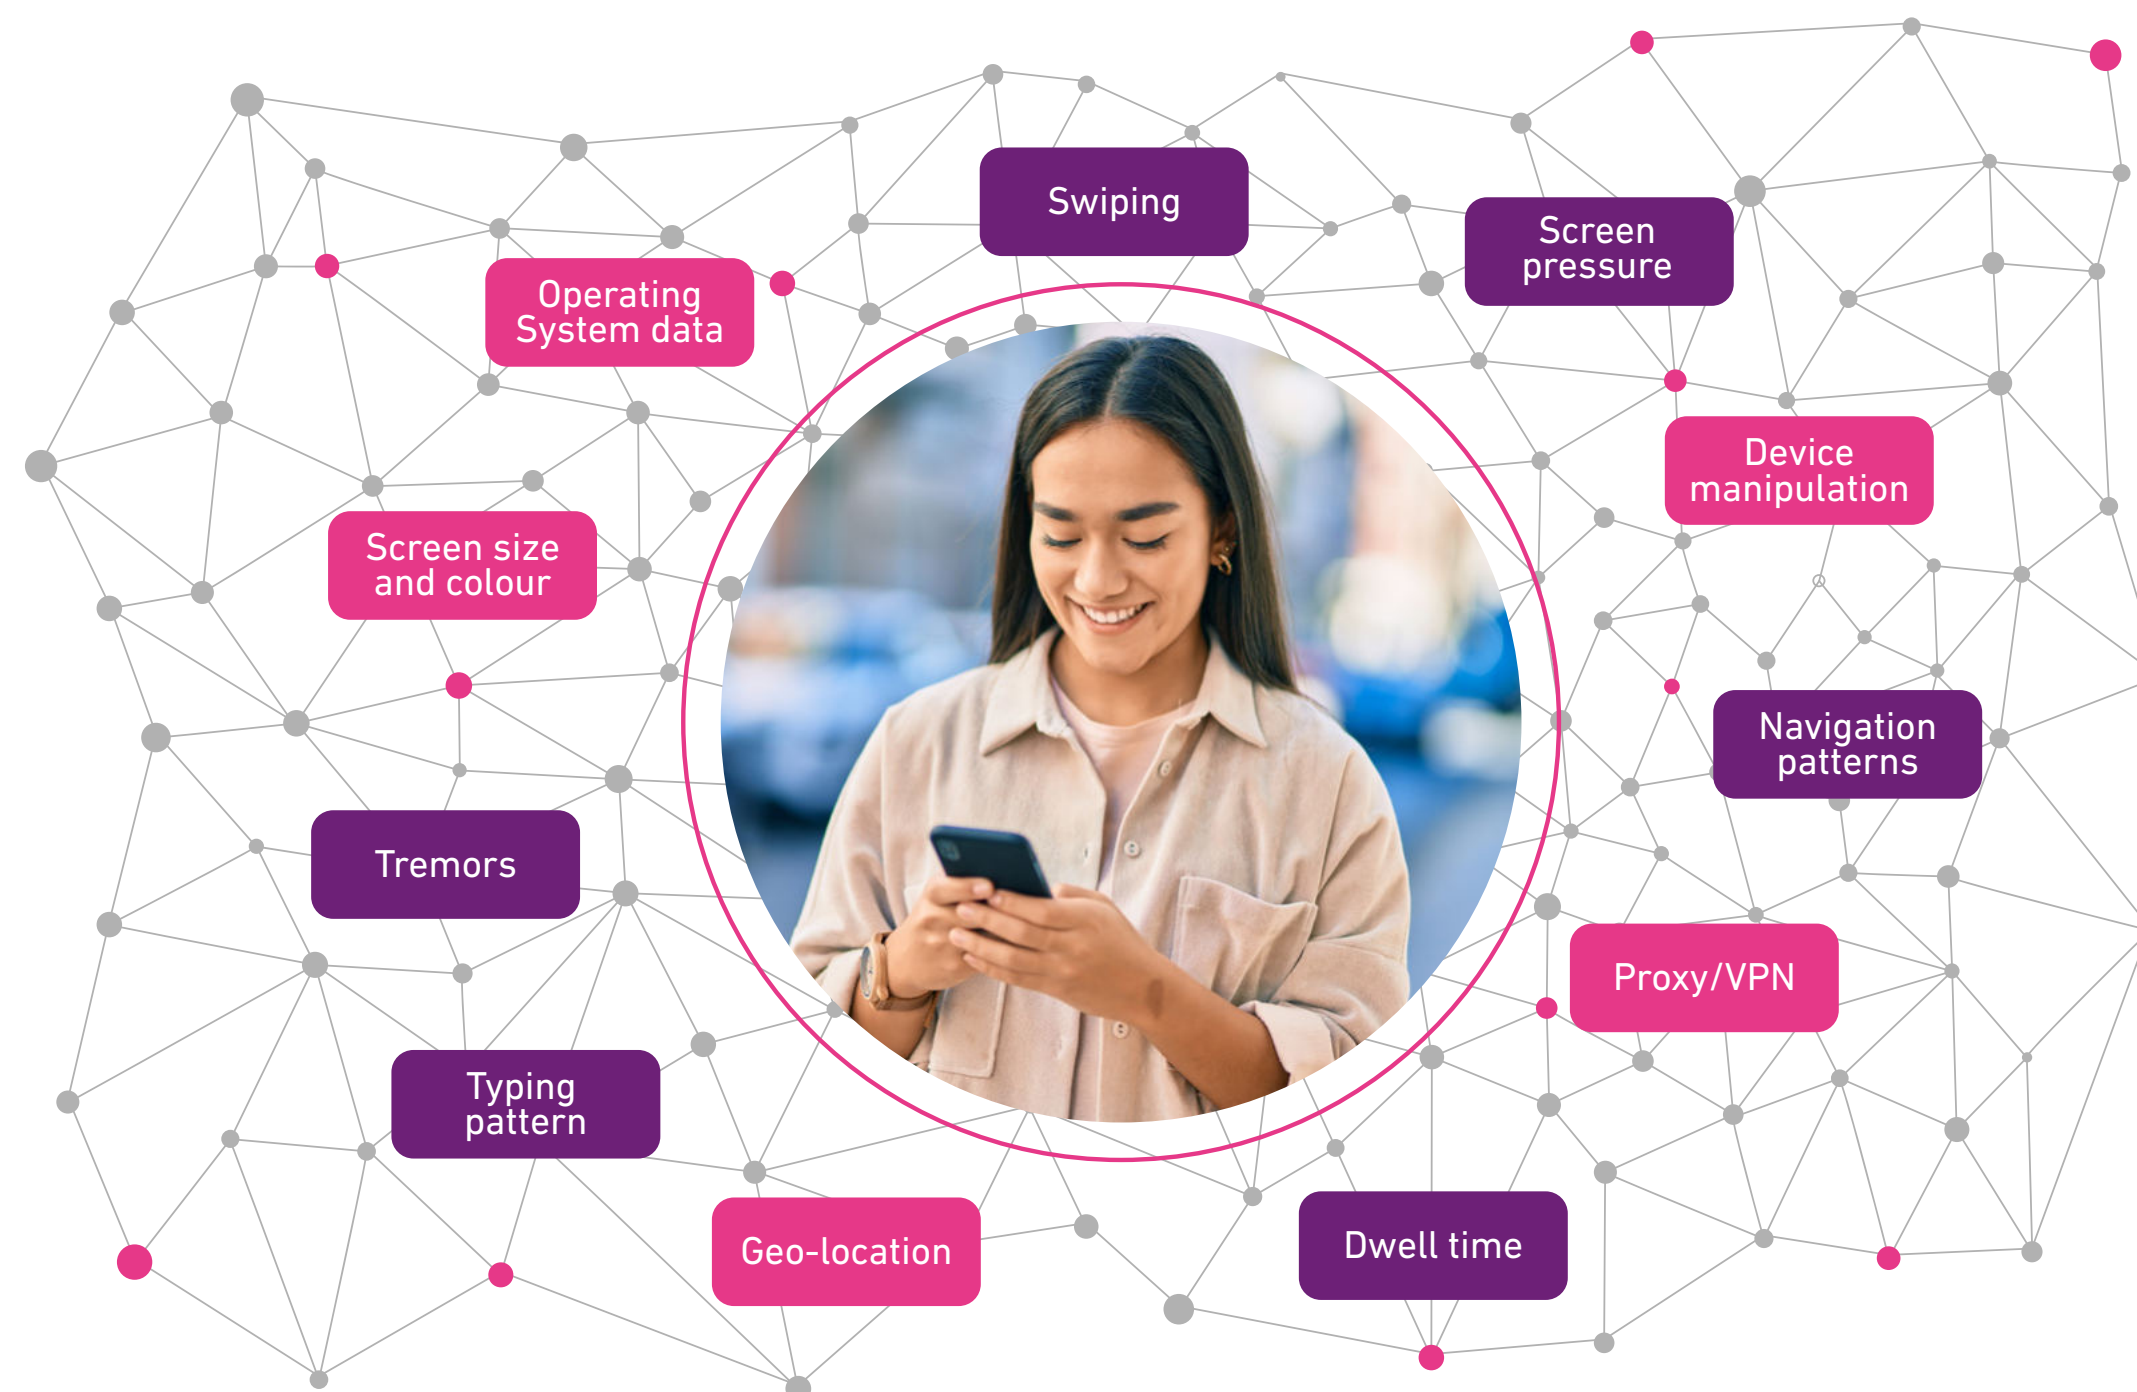 Swiping
Screen
pressure
Operating
System data
Device
manipulation
Screen size
and colour
Navigation
patterns
Tremors
Proxy/VPN
Typing
pattern
Geo-location
Dwell time